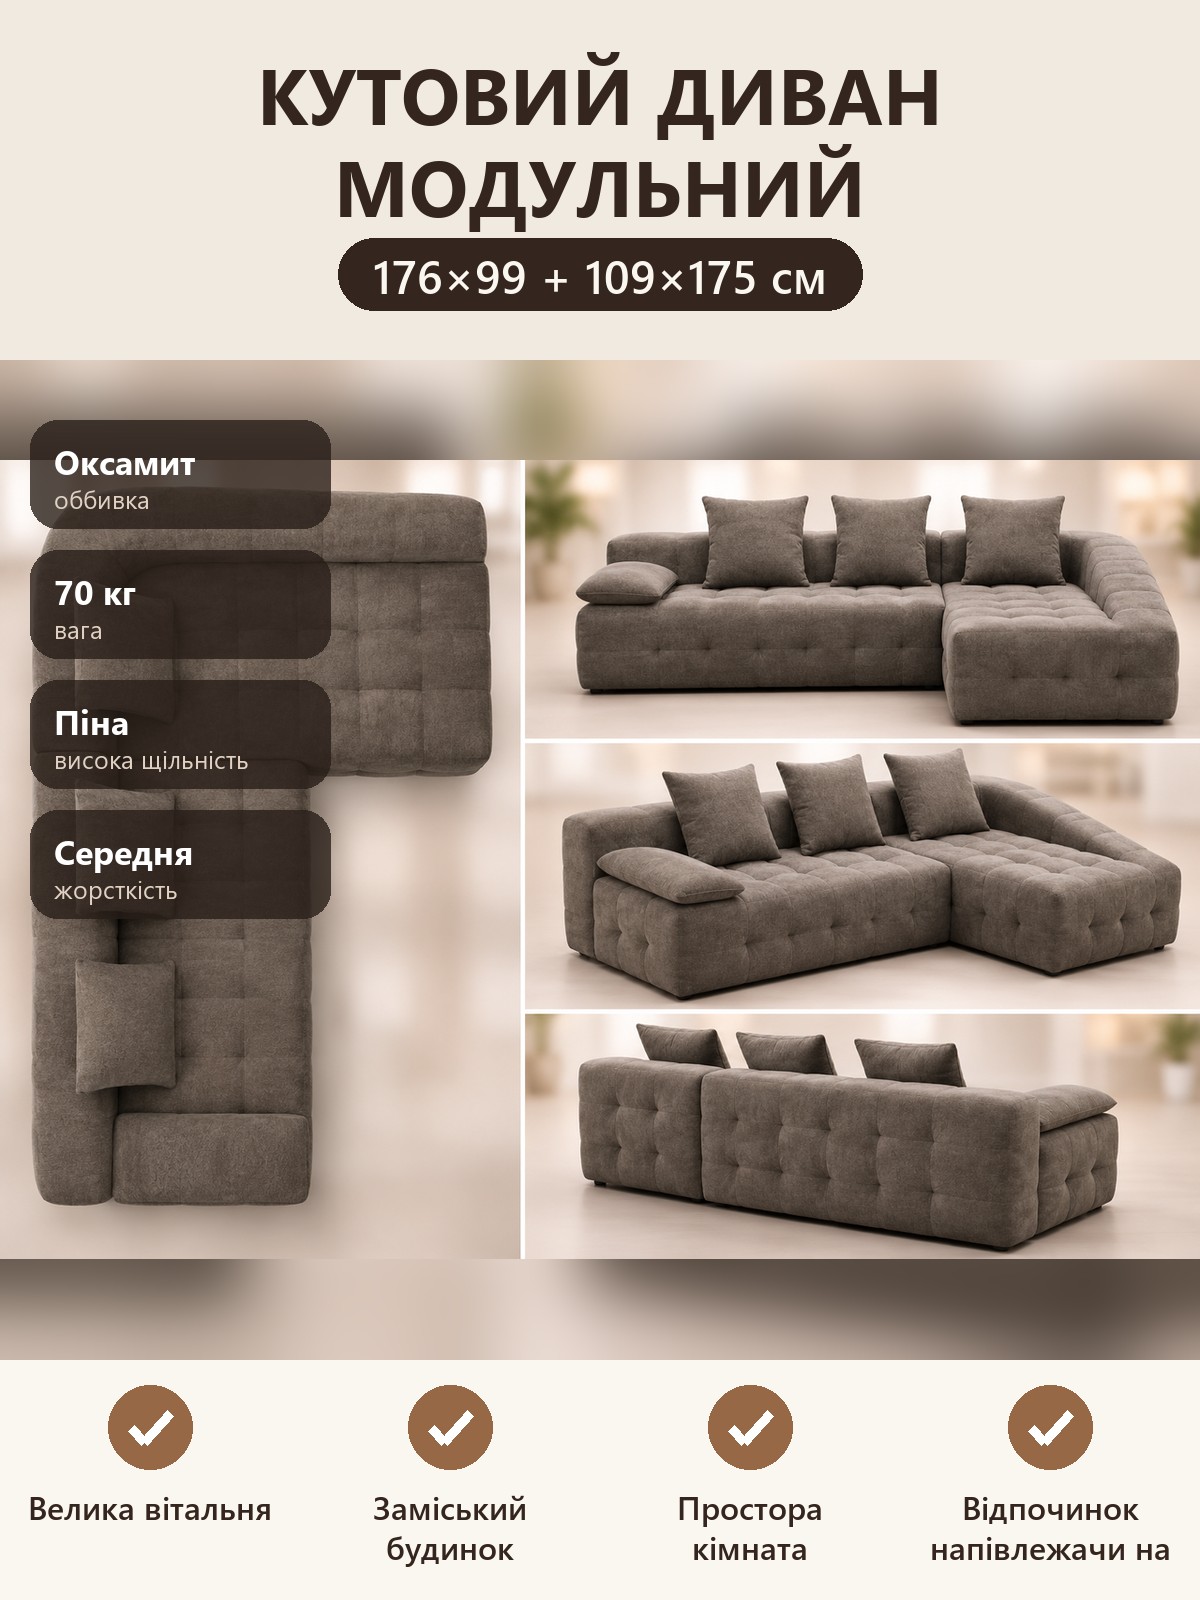 КУТОВИЙ ДИВАН
МОДУЛЬНИЙ
176×99 + 109×175 см
Оксамит
оббивка
70 кг
вага
Піна
висока щільність
Середня
жорсткість
Велика вітальня
Заміський
будинок
Простора
кімната
Відпочинок
напівлежачи на